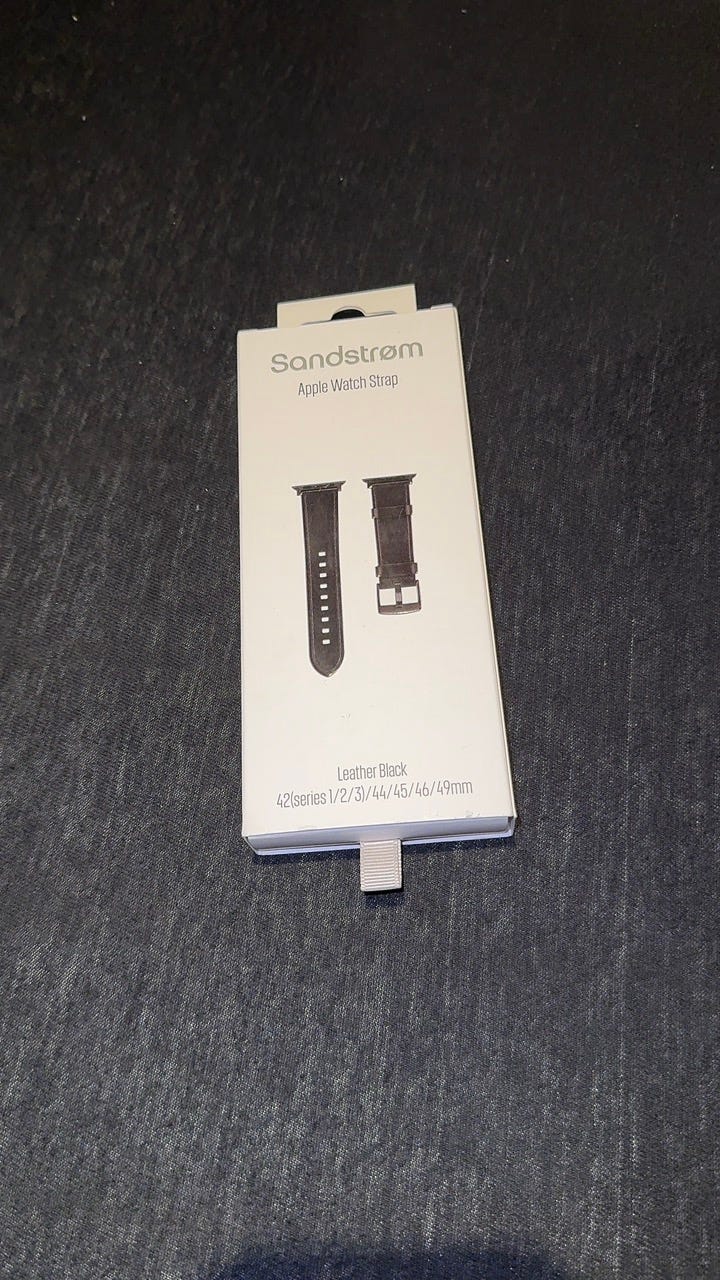 Sandstrøm
Apple Watch Strap
Leather Black
42(series 1/2/3)/44/45/46/49mm